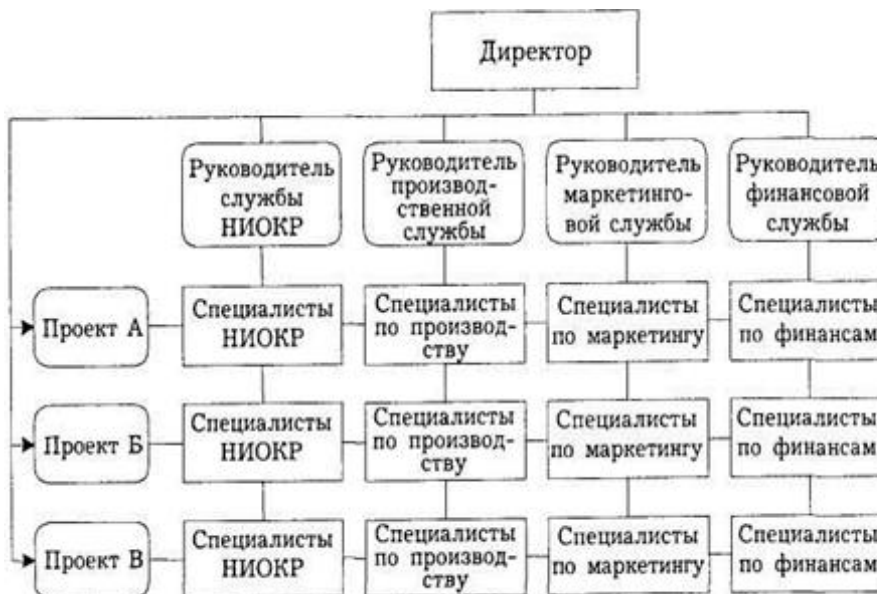 Директор
Руководитель
службы
НИОКР
Руководитель
производ-
ственной
службы
Руководитель
маркетинго-
вой службы
Руководитель
финансовой
службы
Проект А
Специалисты
НИОКР
Специалисты
по производ-
ству
Специалисты
по маркетингу
Специалисты
по финансам
Проект Б
Специалисты
НИОКР
Специалисты
по производ-
ству
Специалисты
по маркетингу
Специалисты
по финансам
Проект В
Специалисты
НИОКР
Специалисты
по производ-
ству
Специалисты
по маркетингу
Специалисты
по финансам